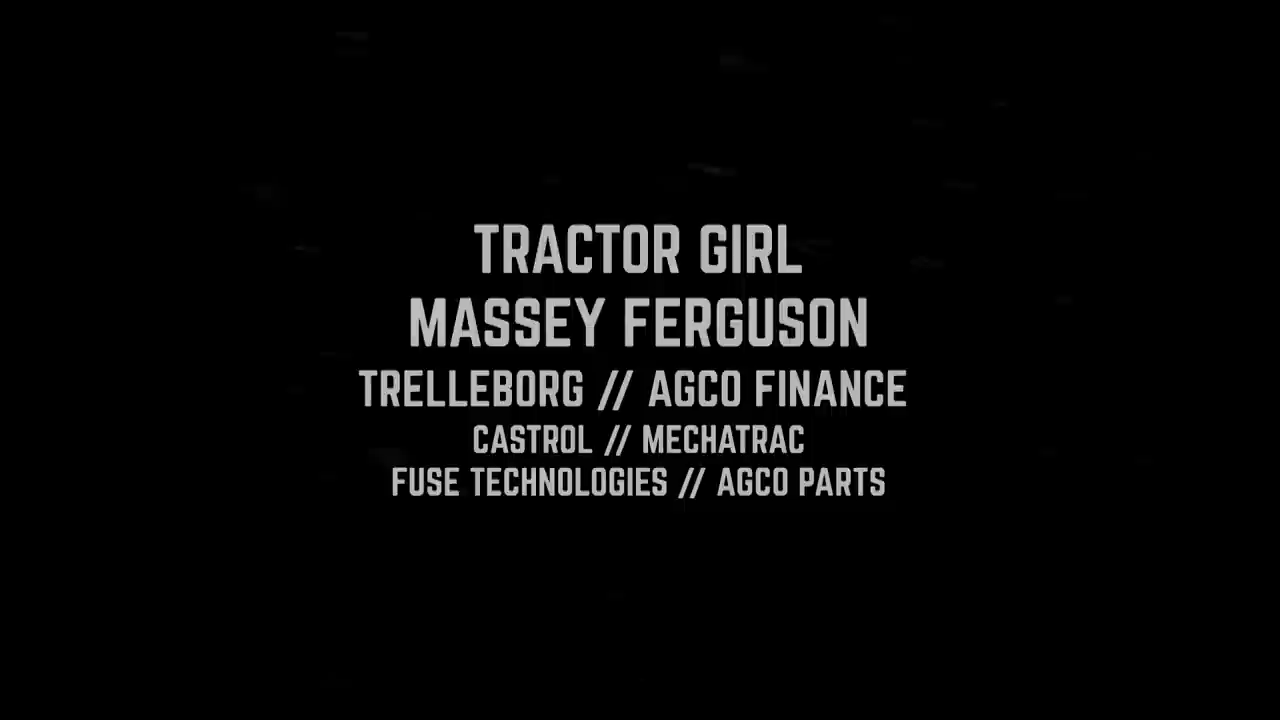 TRACTOR GIRL
MASSEY FERGUSON
TRELLEBORG // AGCO FINANCE
CASTROL // MECHATRAC
FUSE TECHNOLOGIES // AGCO PARTS